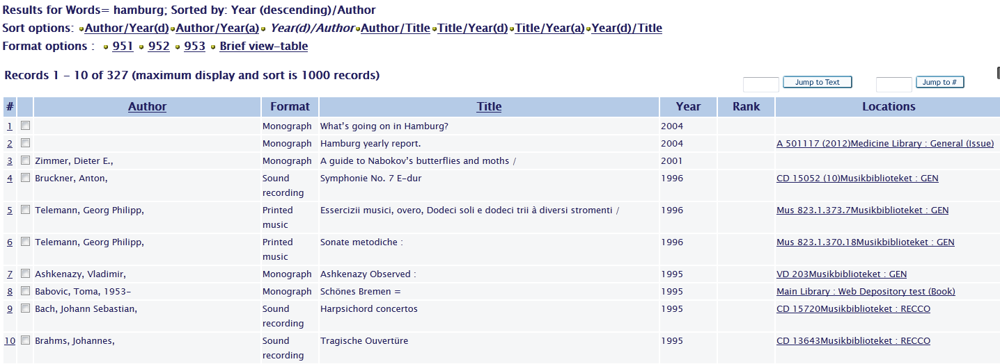 Results for Words= hamburg; Sorted by: Year (descending)/Author
Sort options: Author/Year(d) Author/Year(a) Year(d)/Author Author/Title Title/Year(d) Title/Year(a) Year(d)/Title
Format options : 951 952 953 Brief view-table
Records 1 - 10 of 327 (maximum display and sort is 1000 records)
Jump to Text Jump to #
# Author Format Title Year Rank Locations
1 Monograph What's going on in Hamburg? 2004
2 Monograph Hamburg yearly report. 2004 A 501117 (2012)Medicine Library : General (Issue)
3 Zimmer, Dieter E., Monograph A guide to Nabokov's butterflies and moths / 2001
4 Bruckner, Anton, Sound Symphonie No. 7 E-dur 1996 CD 15052 (10)Musikbiblioteket : GEN
recording
5 Telemann, Georg Philipp, Printed Essercizii musici, overo, Dodeci soli e dodeci trii à diversi stromenti / 1996 Mus 823.1.373.7Musikbiblioteket : GEN
music
6 Telemann, Georg Philipp, Printed Sonate metodiche : 1996 Mus 823.1.370.18Musikbiblioteket : GEN
music
7 Ashkenazy, Vladimir, Monograph Ashkenazy Observed : 1995 VD 203Musikbiblioteket : GEN
8 Babovic, Toma, 1953- Monograph Schönes Bremen = 1995 Main Library : Web Depository test (Book)
9 Bach, Johann Sebastian, Sound Harpsichord concertos 1995 CD 15720Musikbiblioteket : RECCO
recording
10 Brahms, Johannes, Sound Tragische Ouvertüre 1995 CD 13643Musikbiblioteket : RECCO
recording